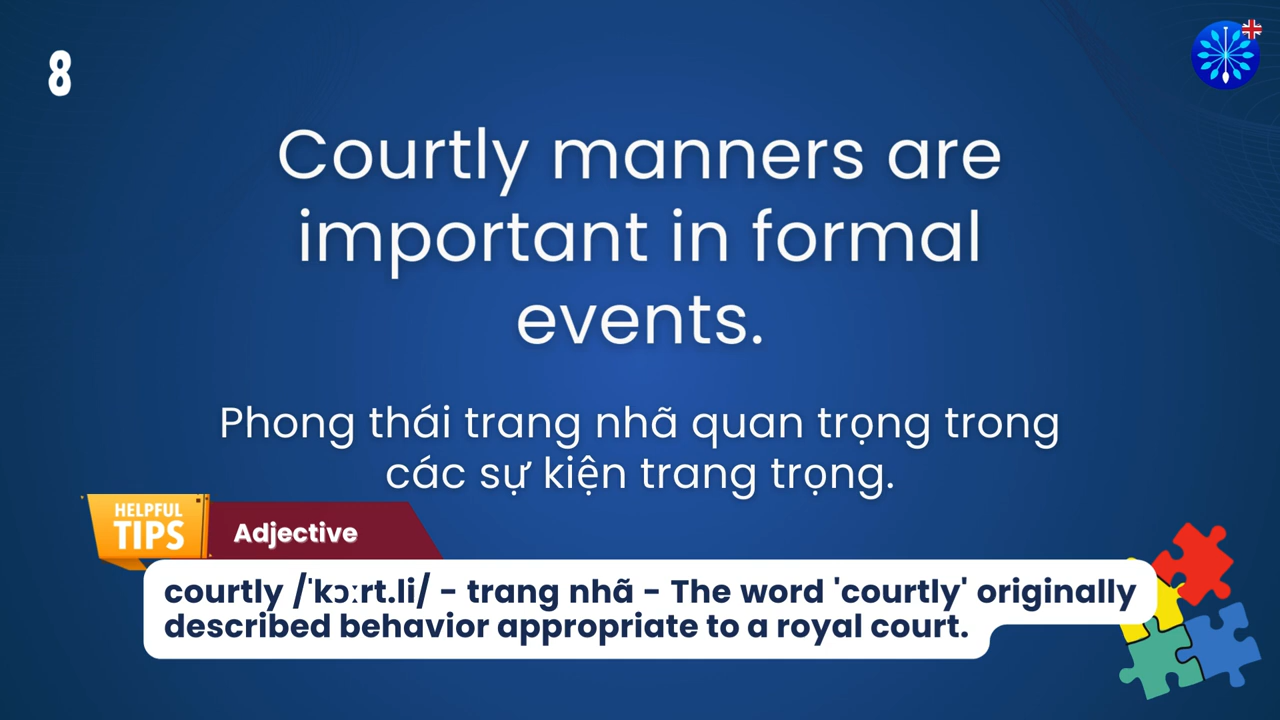 8
Courtly manners are
important in formal
events.
Phong thái trang nhã quan trọng trong
các sự kiện trang trọng.
HELPFUL
TIPS
Adjective
courtly /ˈkɔːrt.li/ - trang nhã - The word 'courtly' originally
described behavior appropriate to a royal court.